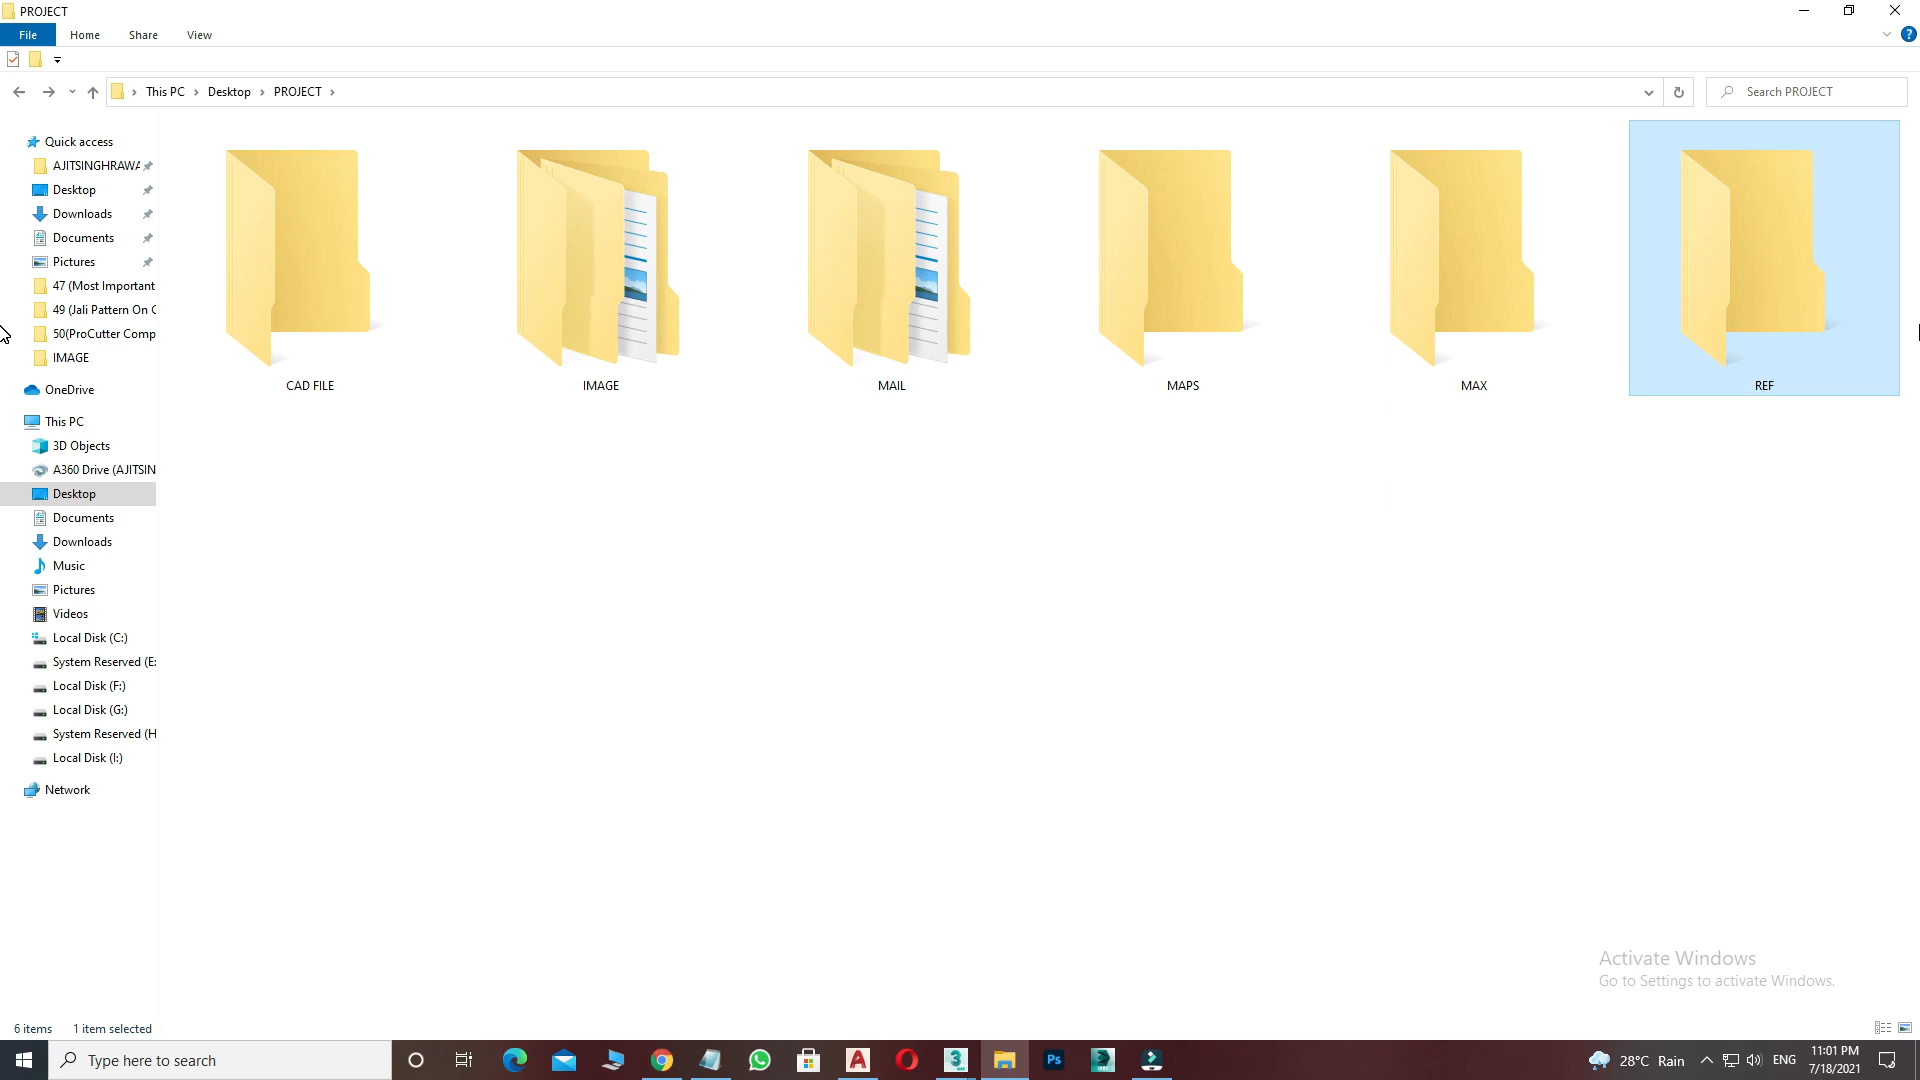 PROJECT
File Home Share View
This PC Desktop PROJECT
Search PROJECT
Quick access
AJITSINGHRAWA
Desktop
Downloads
Documents
Pictures
47 (Most Important
49 (Jali Pattern On C
50(ProCutter Comp
IMAGE
OneDrive
This PC
3D Objects
A360 Drive (AJITSIN
Desktop
Documents
Downloads
Music
Pictures
Videos
Local Disk (C:)
System Reserved (E:
Local Disk (F:)
Local Disk (G:)
System Reserved (H
Local Disk (I:)
Network
CAD FILE IMAGE MAIL MAPS MAX REF
Activate Windows
Go to Settings to activate Windows.
6 items 1 item selected
Type here to search
28°C Rain
ENG
11:01 PM
7/18/2021